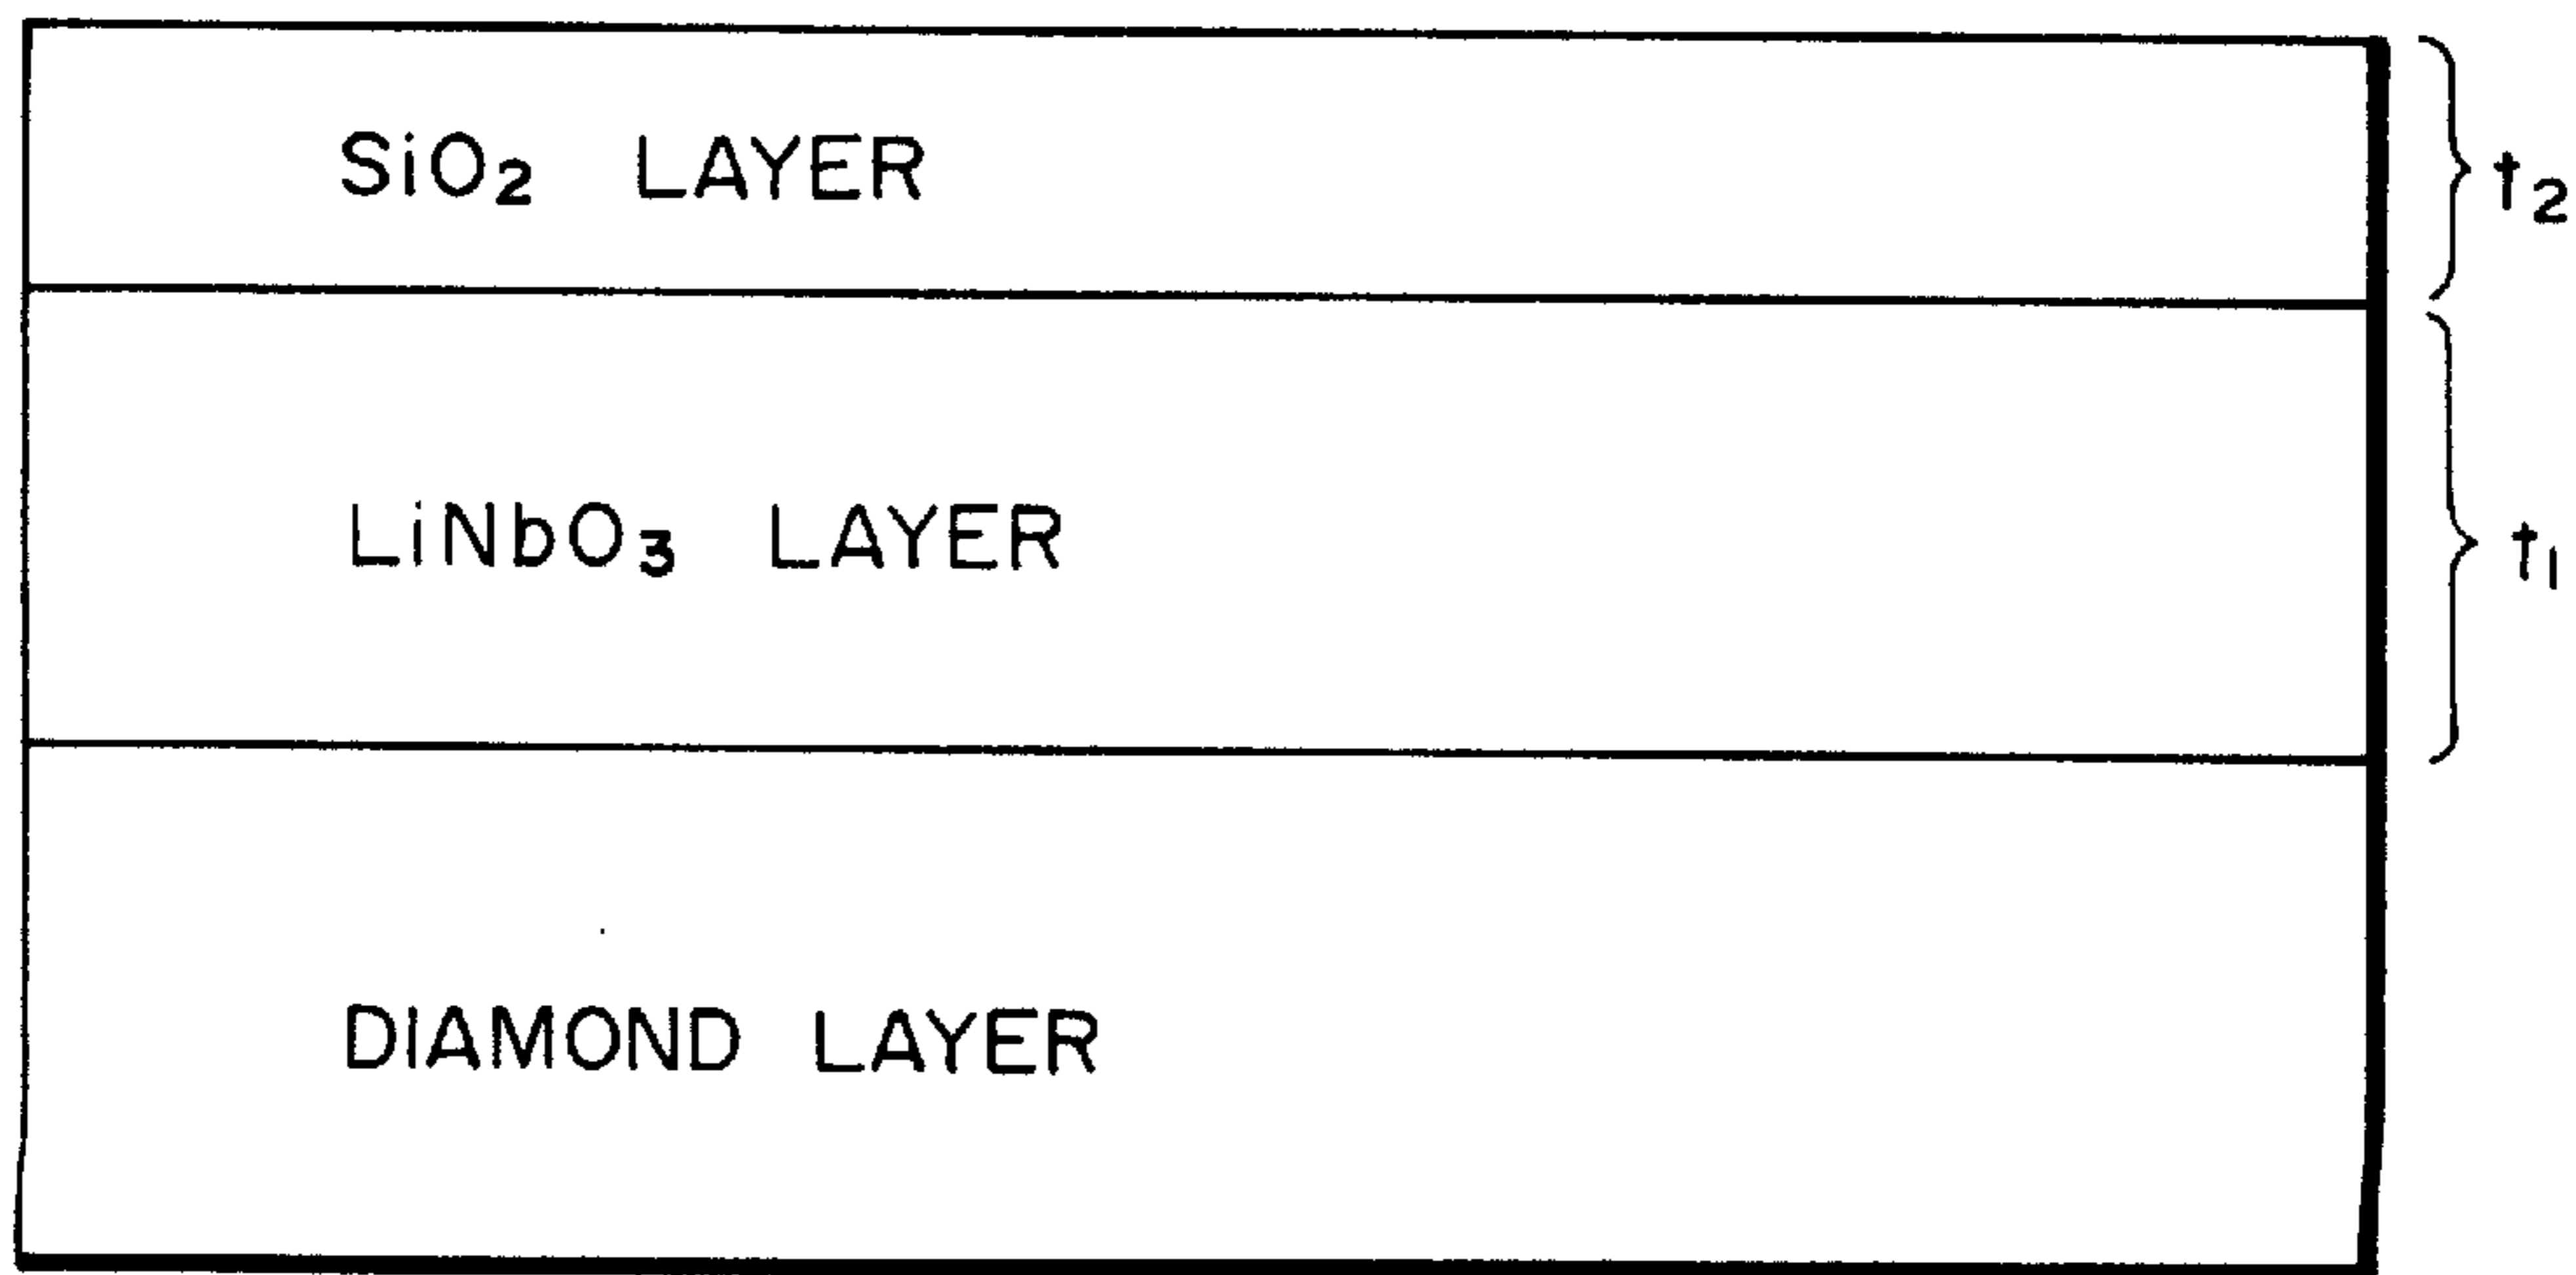 SiO₂ LAYER
t₂
LiNbO₃ LAYER
t₁
DIAMOND LAYER